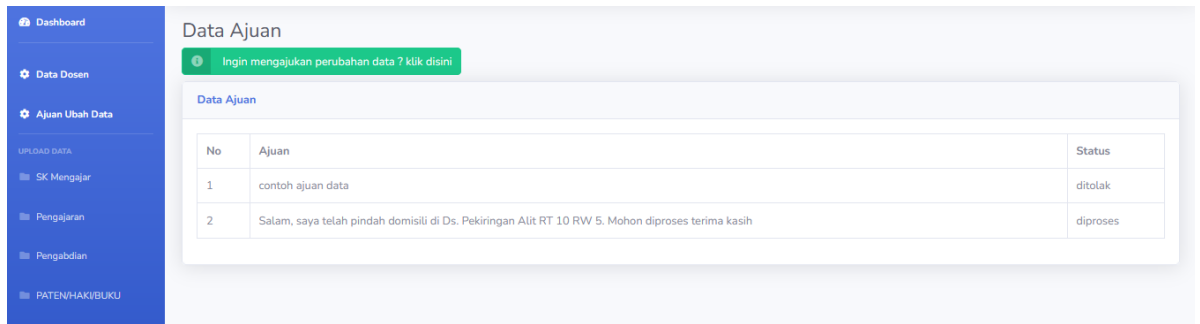 Dashboard
Data Dosen
Ajuan Ubah Data
UPLOAD DATA
SK Mengajar
Pengajaran
Pengabdian
PATEN/HAKI/BUKU
Data Ajuan
Ingin mengajukan perubahan data ? klik disini
Data Ajuan
No Ajuan Status
1 contoh ajuan data ditolak
2 Salam, saya telah pindah domisili di Ds. Pekiringan Alit RT 10 RW 5. Mohon diproses terima kasih diproses